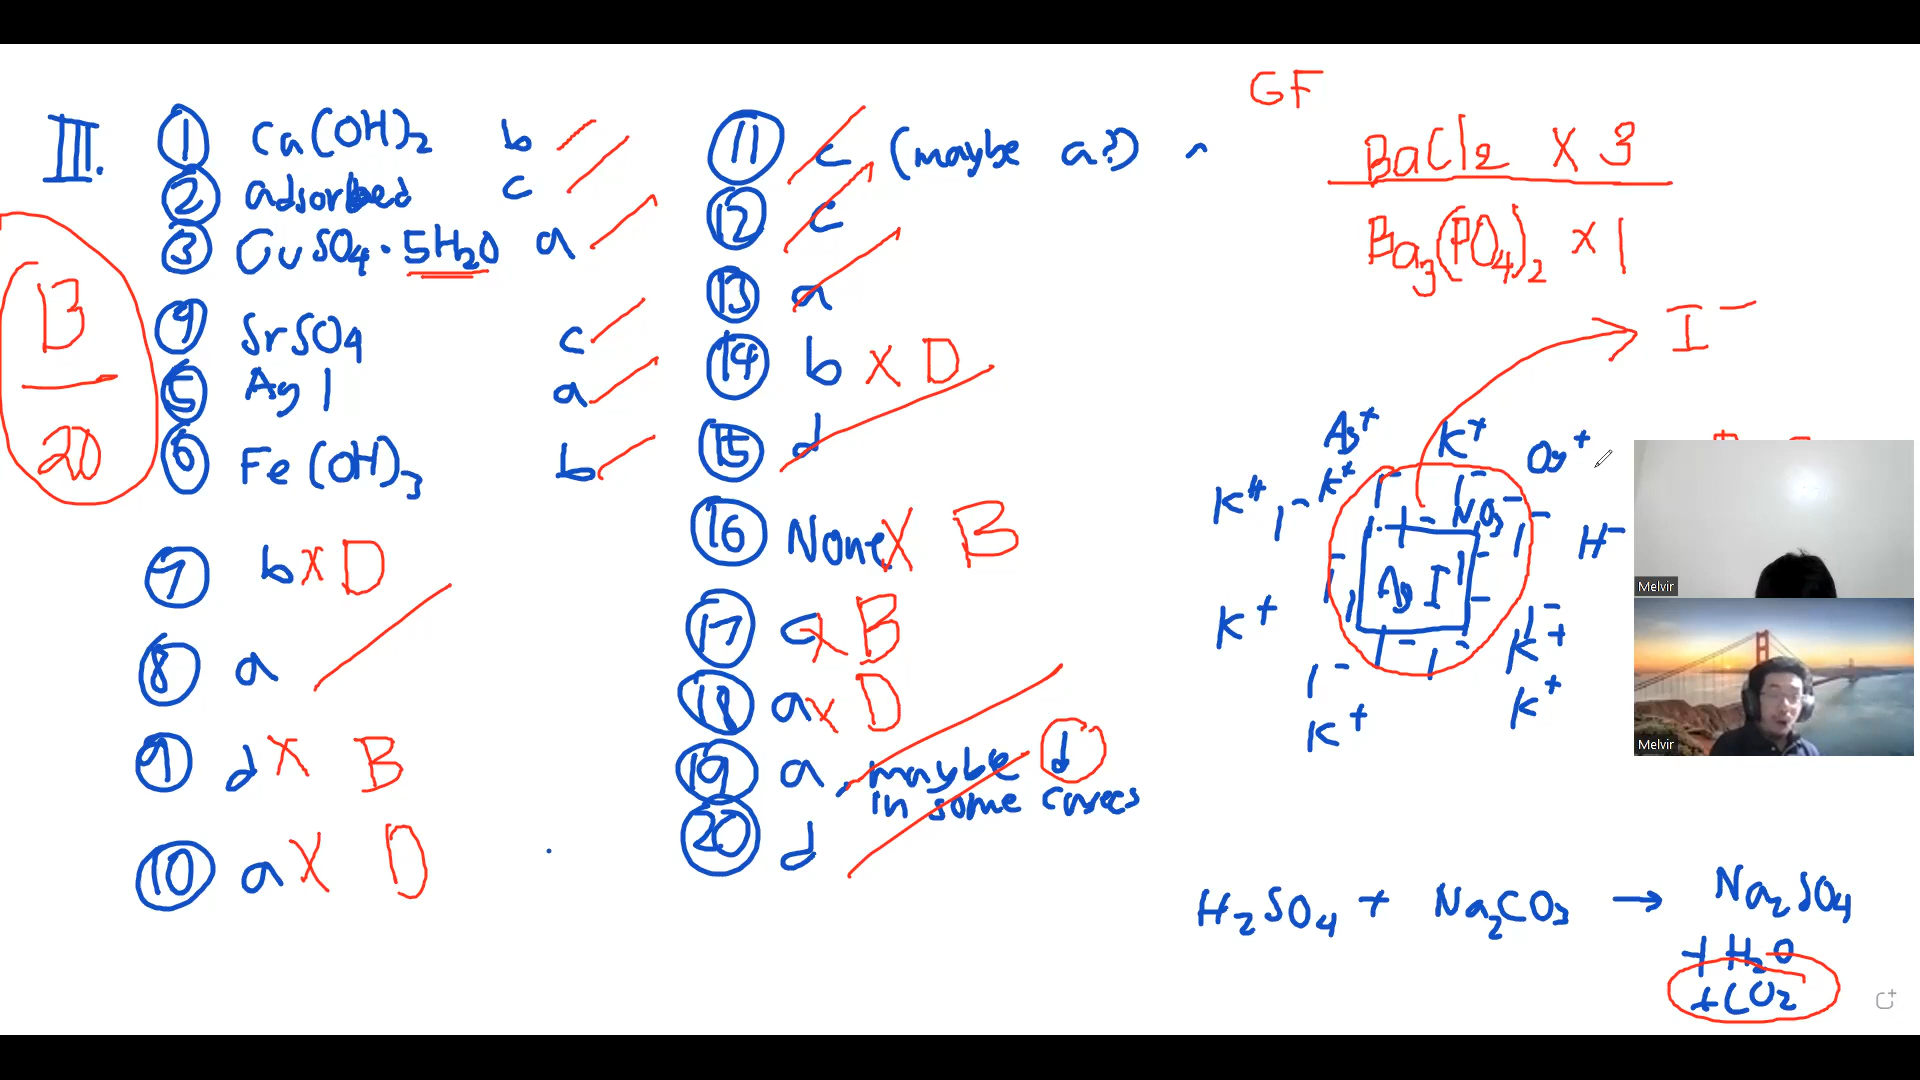 III.
① Ca(OH)₂ b
② adsorbed c
③ CuSO₄·5H₂O a
④ SrSO₄ c
⑤ AgI a
⑥ Fe(OH)₃ b
⑦ b x D
⑧ a
⑨ d x B
⑩ a x D
13
20
⑪ c (maybe a?)
⑫ c
⑬ a
⑭ b x D
⑮ d
⑯ None x B
⑰ c x B
⑱ a x D
⑲ a, maybe d
in some cases
⑳ d
GF
BaCl₂ x 3
Ba₃(PO₄)₂ x 1
I⁻
Ag⁺ K⁺
K⁺ I⁻ K⁺ I⁻ I⁻
NO₃
I⁻ H⁻
AgI
K⁺ I⁻
K⁺
I⁻ K⁺
K⁺
H₂SO₄ + Na₂CO₃ → Na₂SO₄
+ H₂O
+ CO₂
Melvir
Melvir